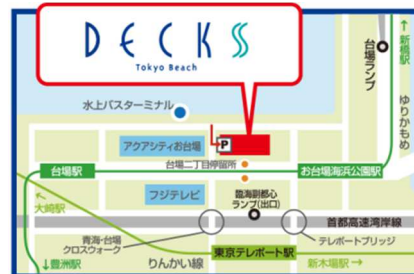 DECKS
Tokyo Beach
↑新橋駅
台場ランプ
ゆりかもめ
水上バスターミナル
アクアシティお台場
P
台場二丁目停留所
台場駅
お台場海浜公園駅
フジテレビ
臨海副都心
ランプ(出口)
大崎駅
首都高速湾岸線
青海・台場
クロスウォーク
テレポートブリッジ
東京テレポート駅
↓豊洲駅
りんかい線
新木場駅→